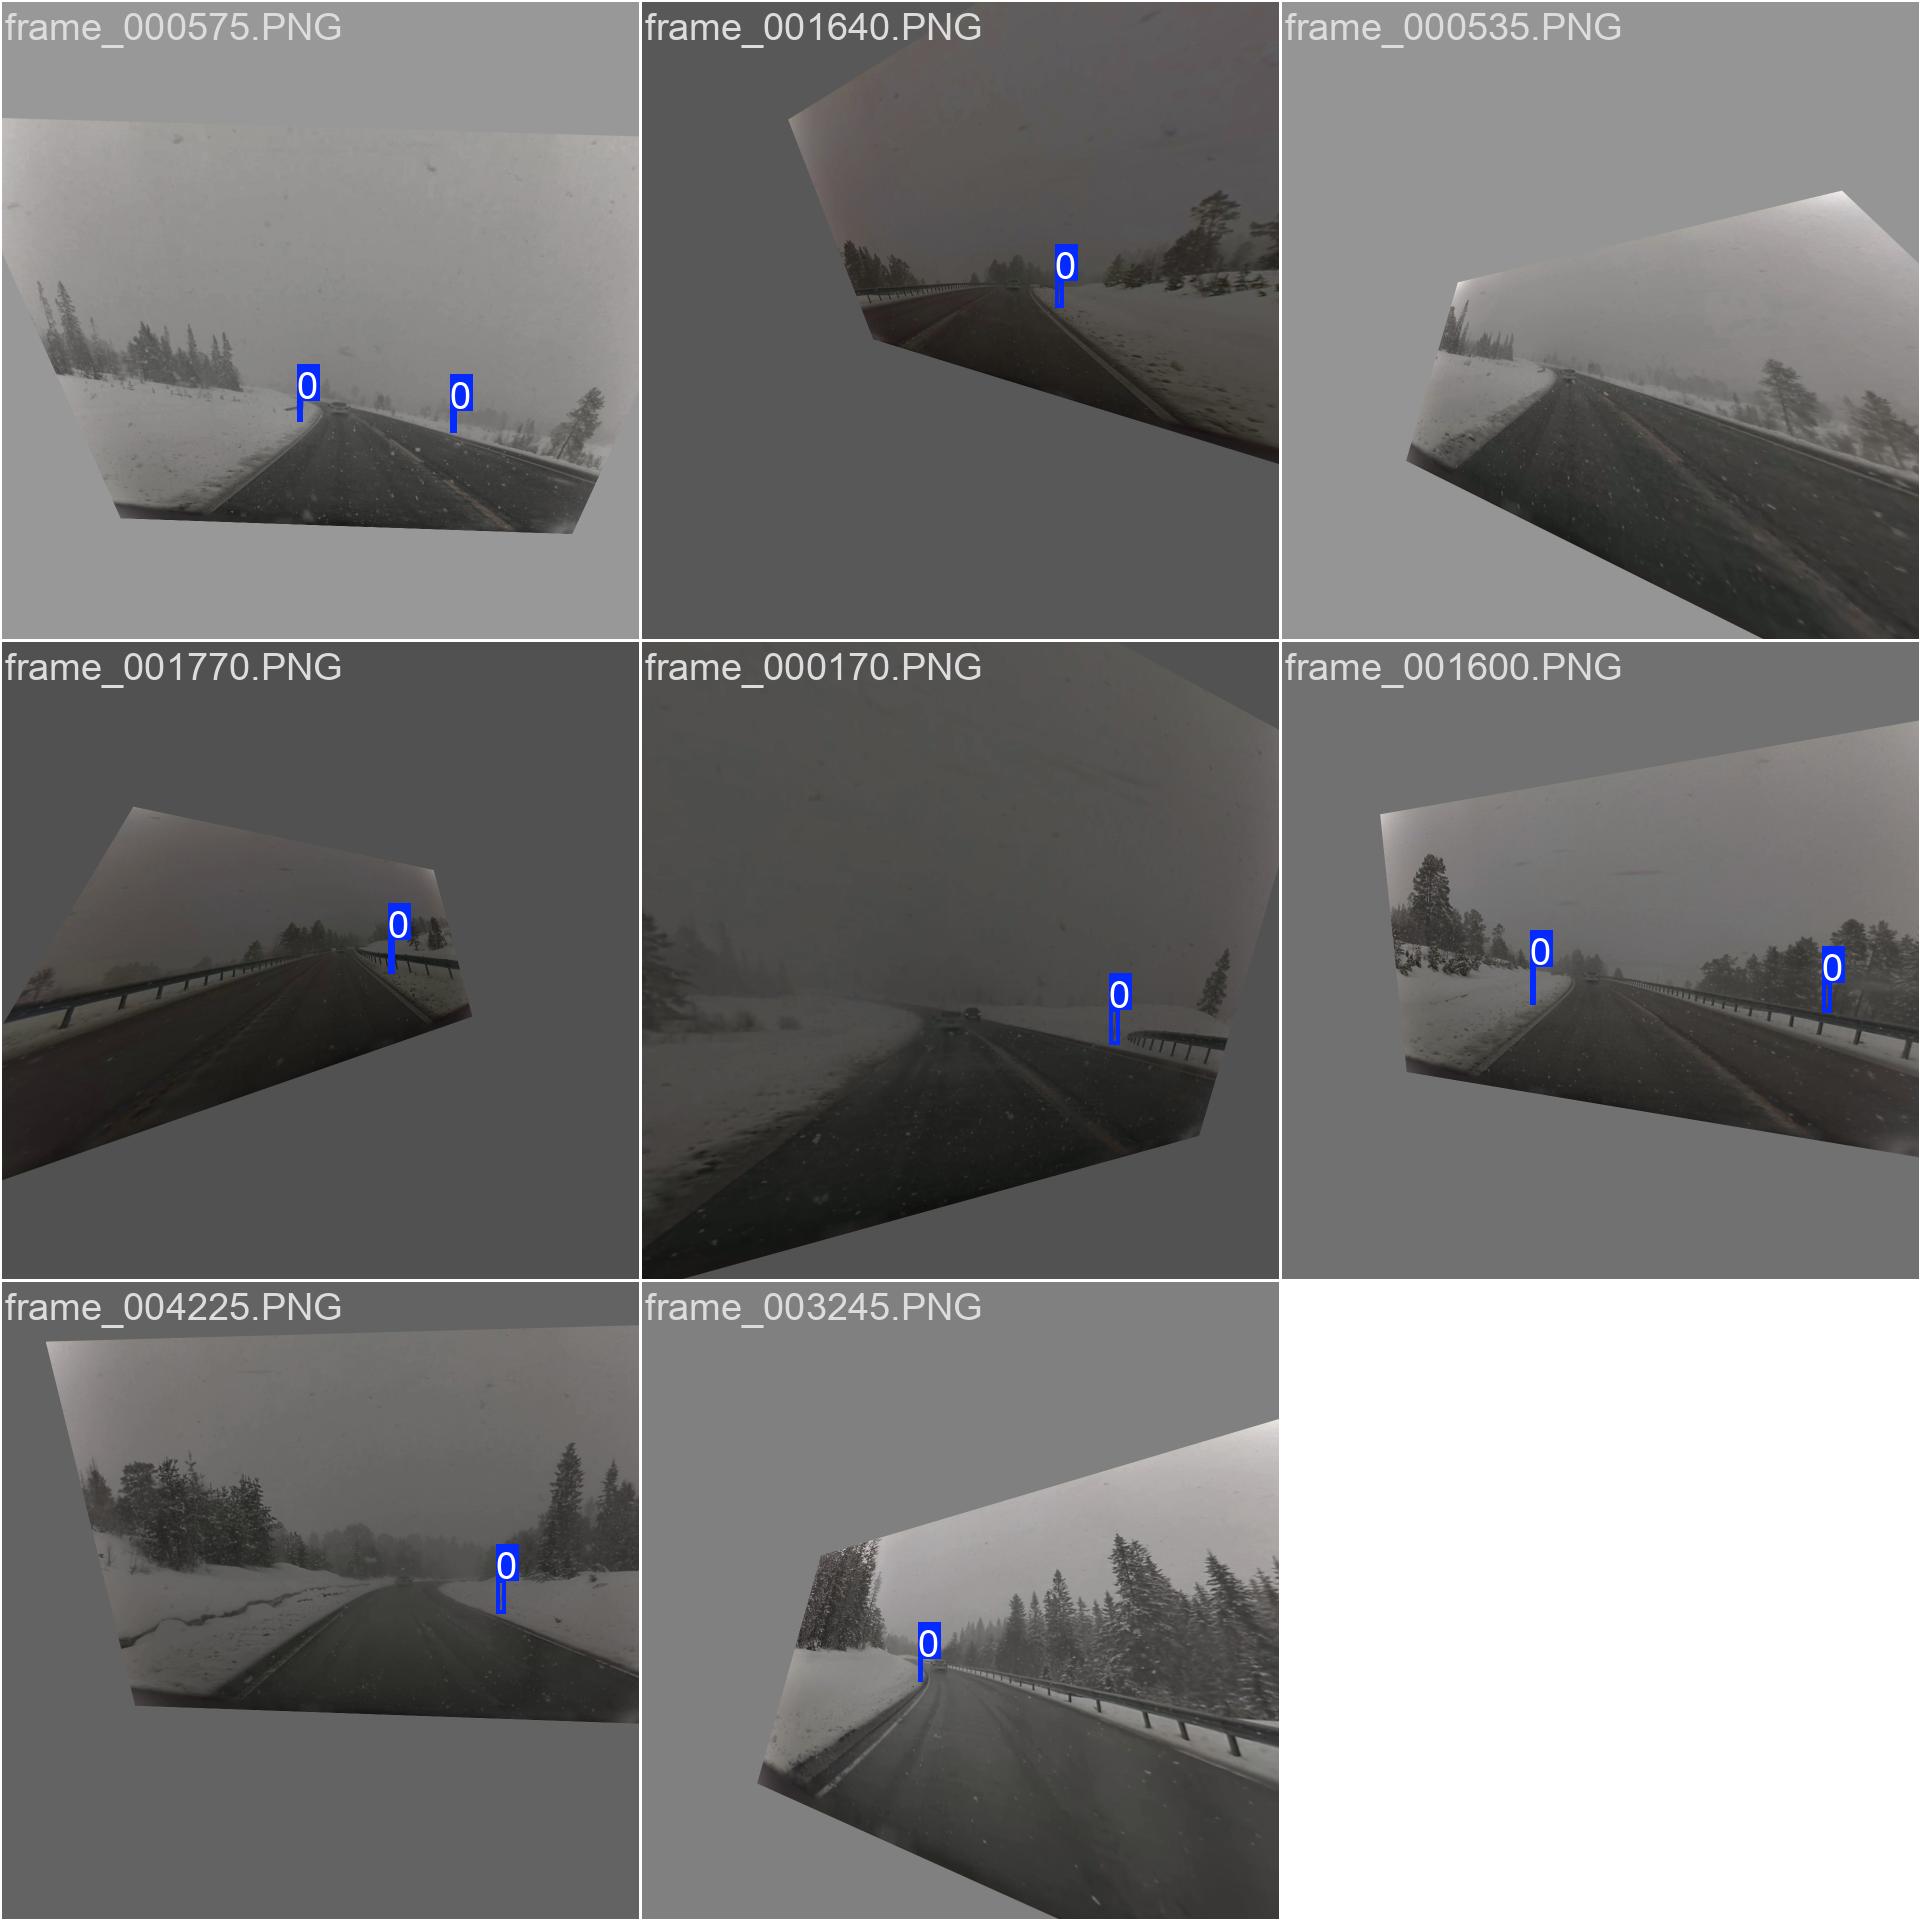 frame_000575.PNG
frame_001640.PNG
frame_000535.PNG
0
0
0
frame_001770.PNG
frame_000170.PNG
frame_001600.PNG
0
0
0
0
frame_004225.PNG
frame_003245.PNG
0
0